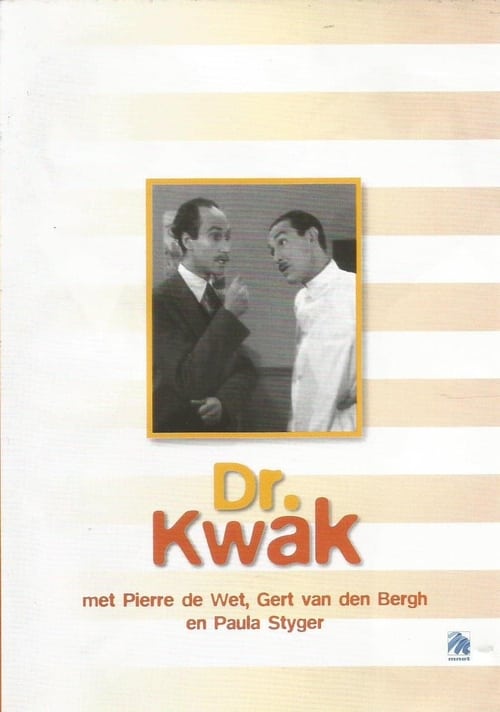 Dr.
Kwak
met Pierre de Wet, Gert van den Bergh
en Paula Styger
mnet